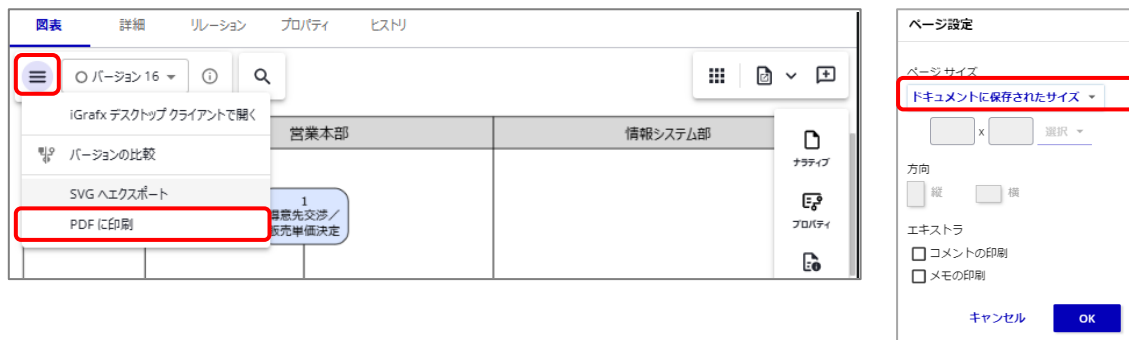 図表 詳細 リレーション プロパティ ヒストリ
バージョン 16
iGrafx デスクトップ クライアントで開く
バージョンの比較
SVG へエクスポート
PDF に印刷
営業本部 情報システム部
1
得意先交渉／
販売単価決定
ナラティブ
プロパティ
ページ設定
ページ サイズ
ドキュメントに保存されたサイズ
x 選択
方向
縦 横
エキストラ
コメントの印刷
メモの印刷
キャンセル OK